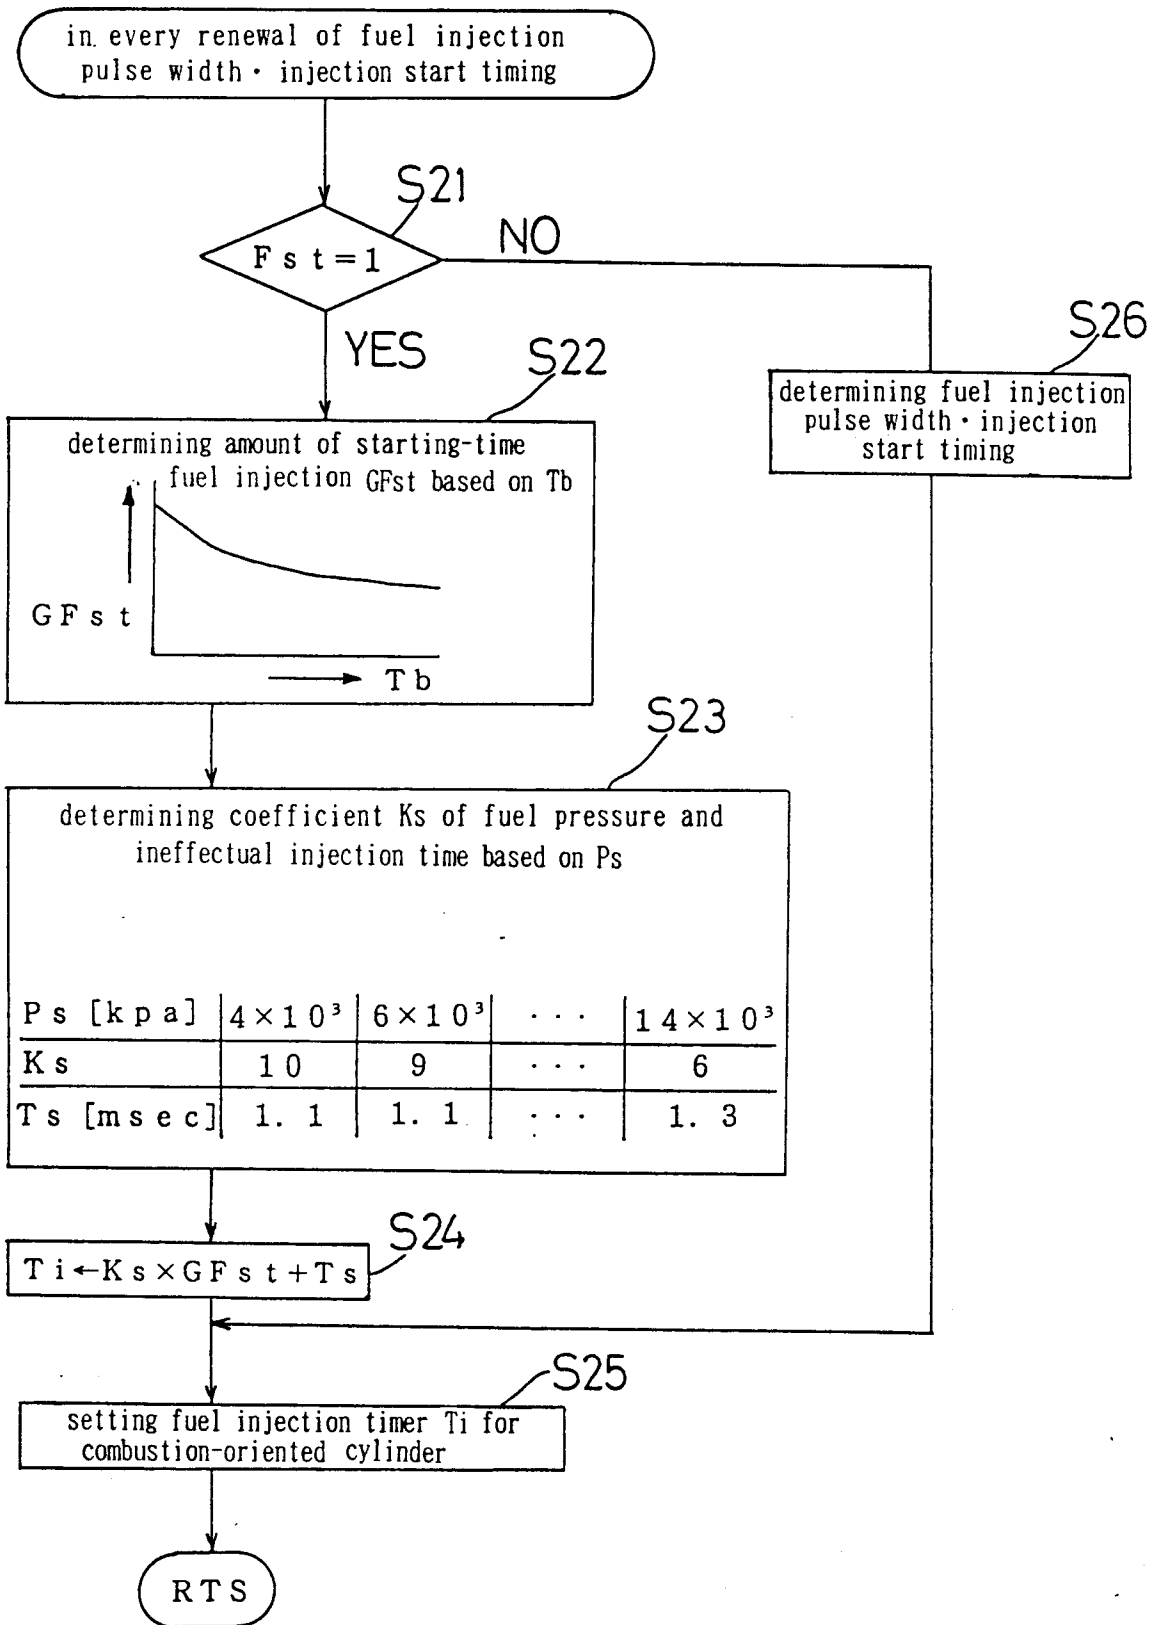 in every renewal of fuel injection
pulse width・injection start timing
S21
Fst=1
NO
YES
S22
S26
determining fuel injection
pulse width・injection
start timing
determining amount of starting-time
fuel injection GFst based on Tb
GFst
Tb
S23
determining coefficient Ks of fuel pressure and
ineffectual injection time based on Ps
Ps [kpa] 4×10³ 6×10³ ... 14×10³
Ks 10 9 ... 6
Ts [msec] 1.1 1.1 ... 1.3
S24
Ti←Ks×GFst+Ts
S25
setting fuel injection timer Ti for
combustion-oriented cylinder
RTS